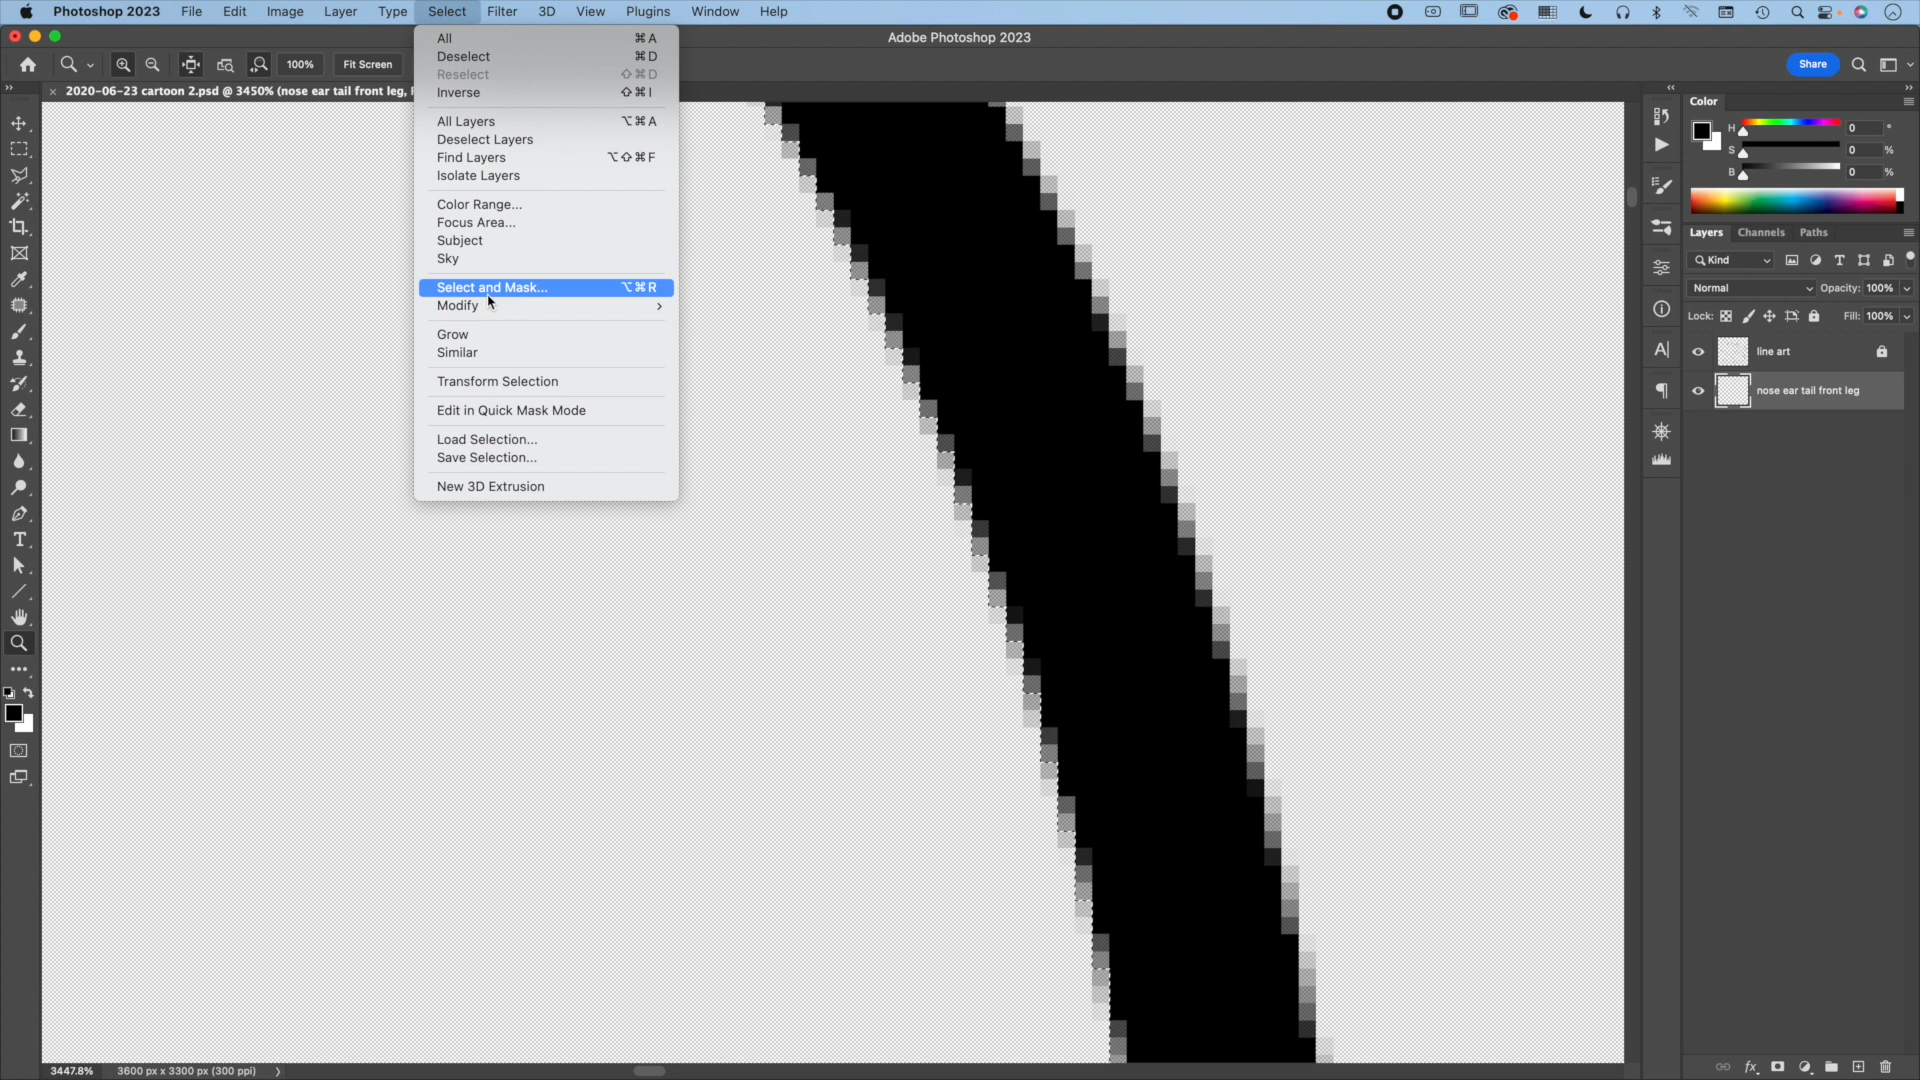 Photoshop 2023 File Edit Image Layer Type Select Filter 3D View Plugins Window Help
Adobe Photoshop 2023
100% Fit Screen Share
2020-06-23 cartoon 2.psd @ 3450% (nose ear tail front leg,
All ⌘A
Deselect ⌘D
Reselect ⇧⌘D
Inverse ⇧⌘I
All Layers ⌥⌘A
Deselect Layers
Find Layers ⌥⇧⌘F
Isolate Layers
Color Range...
Focus Area...
Subject
Sky
Select and Mask... ⌥⌘R
Modify >
Grow
Similar
Transform Selection
Edit in Quick Mask Mode
Load Selection...
Save Selection...
New 3D Extrusion
Color
H 0 °
S 0 %
B 0 %
Layers Channels Paths
Kind
Normal Opacity: 100%
Lock: Fill: 100%
line art
nose ear tail front leg
3447.8% 3600 px x 3300 px (300 ppi) >